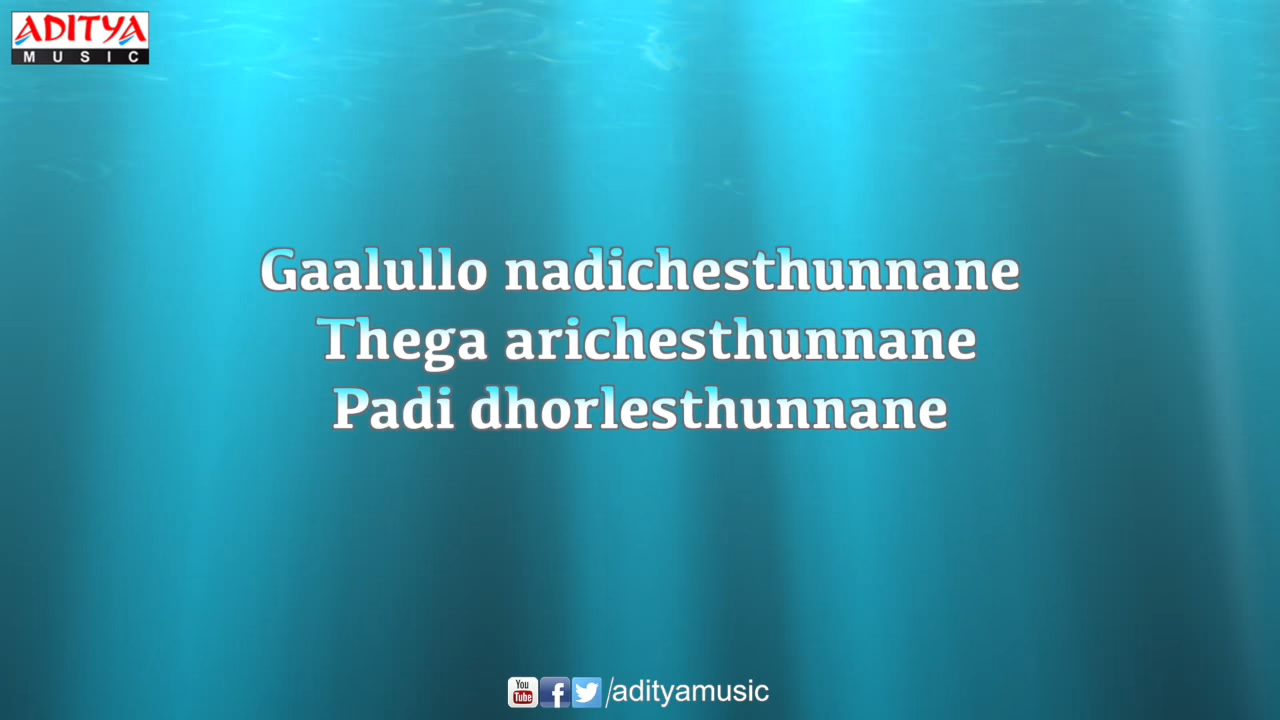 ADITYA
MUSIC
Gaalullo nadichesthunnane
Thega arichesthunnane
Padi dhorlesthunnane
You
Tube
f
/adityamusic